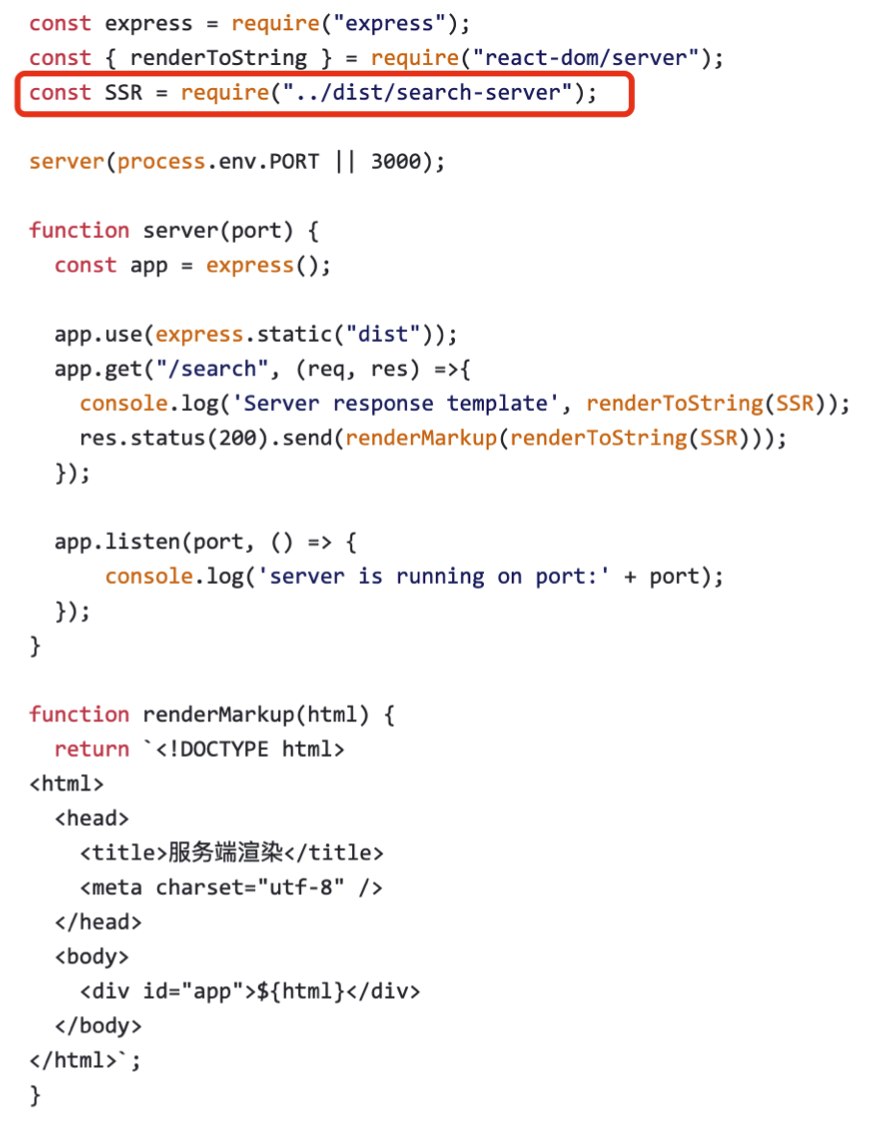 const express = require("express");
const { renderToString } = require("react-dom/server");
const SSR = require("../dist/search-server");

server(process.env.PORT || 3000);

function server(port) {
  const app = express();

  app.use(express.static("dist"));
  app.get("/search", (req, res) =>{
    console.log('Server response template', renderToString(SSR));
    res.status(200).send(renderMarkup(renderToString(SSR)));
  });

  app.listen(port, () => {
      console.log('server is running on port:' + port);
  });
}

function renderMarkup(html) {
  return `<!DOCTYPE html>
<html>
  <head>
    <title>服务端渲染</title>
    <meta charset="utf-8" />
  </head>
  <body>
    <div id="app">${html}</div>
  </body>
</html>`;
}